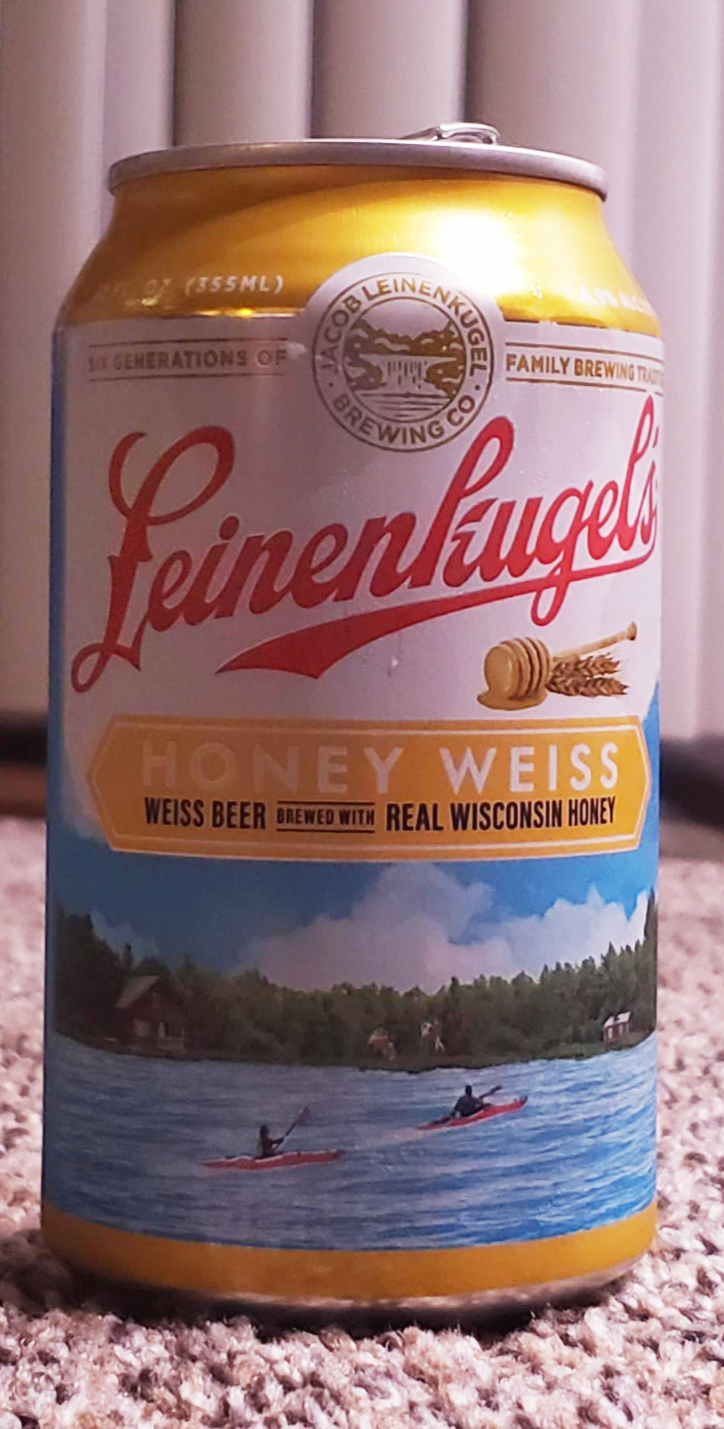 OZ (355ML)
JACOB LEINENKUGEL
BREWING CO.
SIX GENERATIONS OF
FAMILY BREWING
Leinenkugel's
HONEY WEISS
WEISS BEER BREWED WITH REAL WISCONSIN HONEY